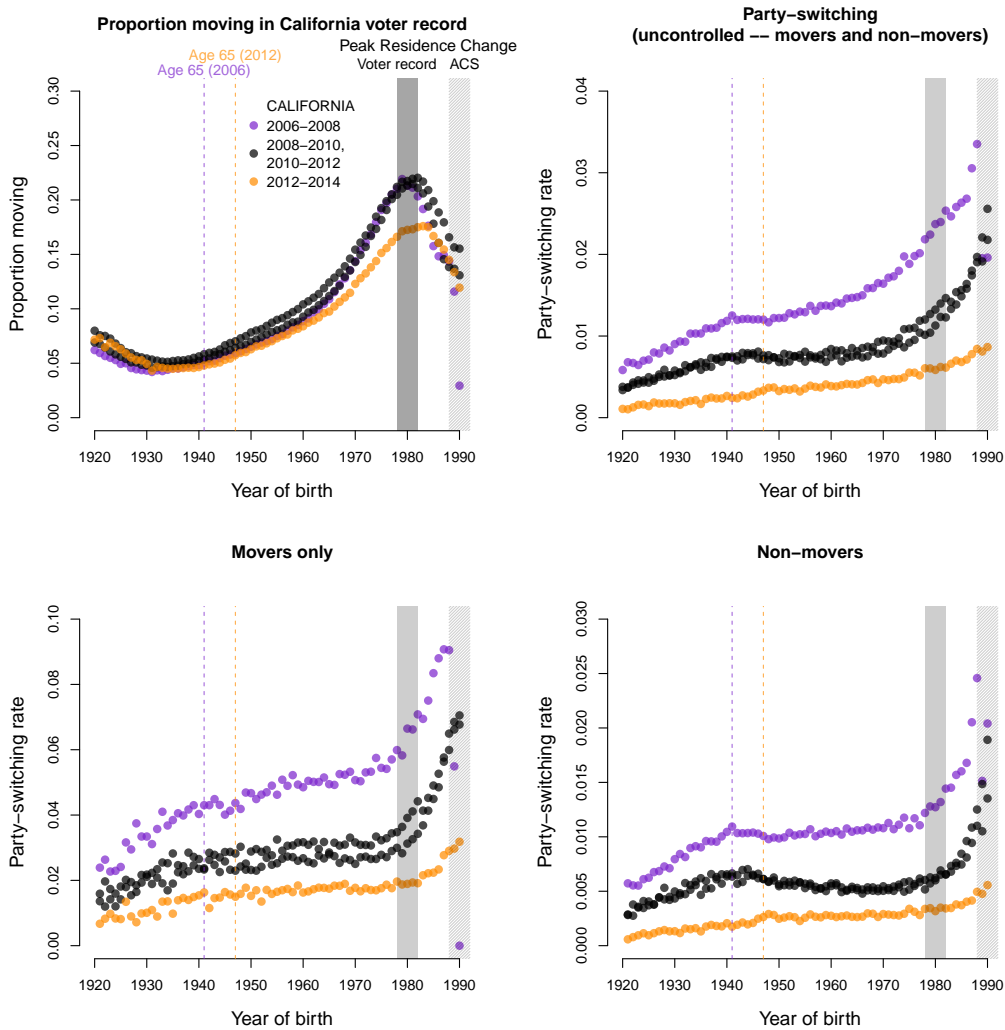 Proportion moving in California voter record
Age 65 (2012)
Age 65 (2006)
Peak Residence Change
Voter record ACS
CALIFORNIA
2006−2008
2008−2010,
2010−2012
2012−2014
Proportion moving
0.00 0.05 0.10 0.15 0.20 0.25 0.30
1920 1930 1940 1950 1960 1970 1980 1990
Year of birth
Party−switching
(uncontrolled −− movers and non−movers)
Party−switching rate
0.00 0.01 0.02 0.03 0.04
1920 1930 1940 1950 1960 1970 1980 1990
Year of birth
Movers only
Party−switching rate
0.00 0.02 0.04 0.06 0.08 0.10
1920 1930 1940 1950 1960 1970 1980 1990
Year of birth
Non−movers
Party−switching rate
0.000 0.005 0.010 0.015 0.020 0.025 0.030
1920 1930 1940 1950 1960 1970 1980 1990
Year of birth